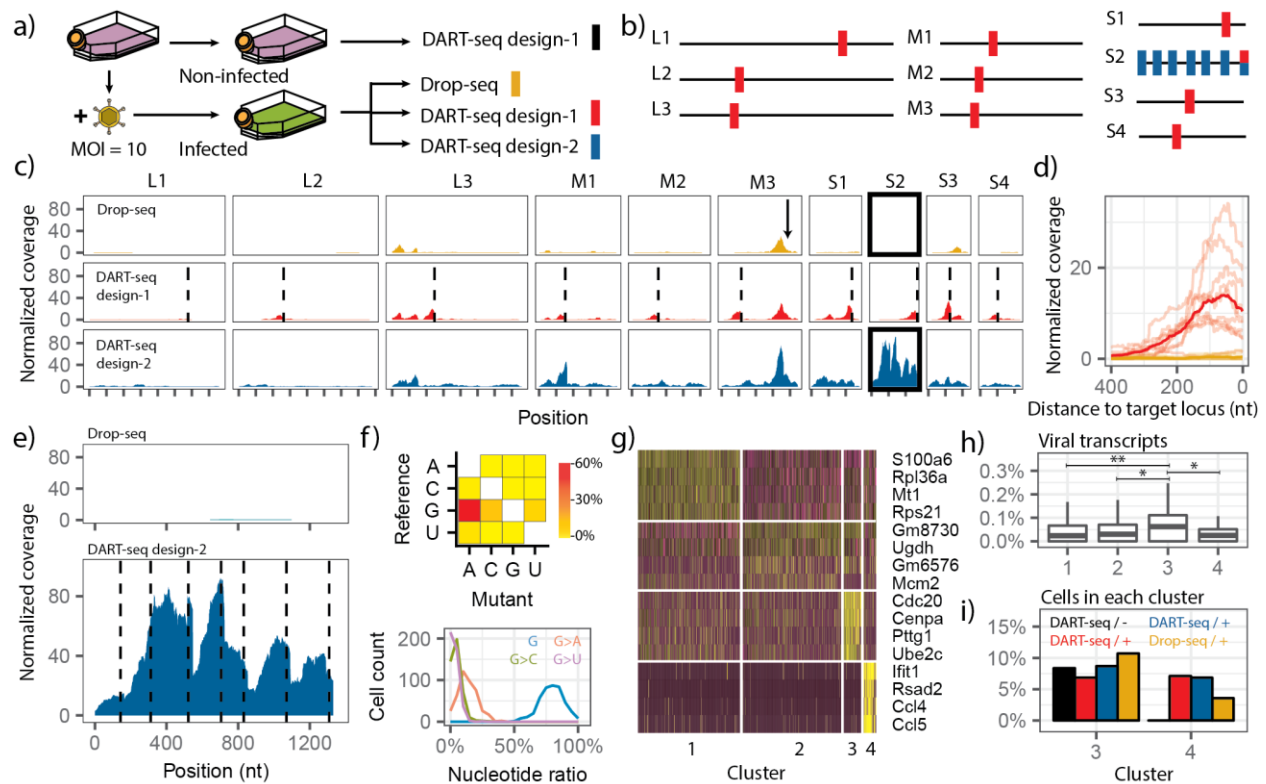 a)
Non-infected
+
MOI = 10
Infected
DART-seq design-1
Drop-seq
DART-seq design-1
DART-seq design-2
b)
L1
L2
L3
M1
M2
M3
S1
S2
S3
S4
c)
L1 L2 L3 M1 M2 M3 S1 S2 S3 S4
Normalized coverage
Drop-seq
80
40
0
DART-seq
design-1
80
40
0
DART-seq
design-2
80
40
0
Position
d)
Normalized coverage
20
0
400 200 0
Distance to target locus (nt)
e)
Drop-seq
80
40
0
DART-seq design-2
Normalized coverage
80
40
0
0 400 800 1200
Position (nt)
f)
Reference
A
C
G
U
A C G U
Mutant
-60%
-30%
-0%
Cell count
200
100
0
G G>A
G>C G>U
0% 50% 100%
Nucleotide ratio
g)
S100a6
Rpl36a
Mt1
Rps21
Gm8730
Ugdh
Gm6576
Mcm2
Cdc20
Cenpa
Pttg1
Ube2c
Ifit1
Rsad2
Ccl4
Ccl5
1 2 3 4
Cluster
h)
Viral transcripts
0.3%
0.2%
0.1%
0.0%
**
*
*
1 2 3 4
i)
Cells in each cluster
15%
10%
5%
0%
DART-seq / - DART-seq / +
DART-seq / + Drop-seq / +
3 4
Cluster